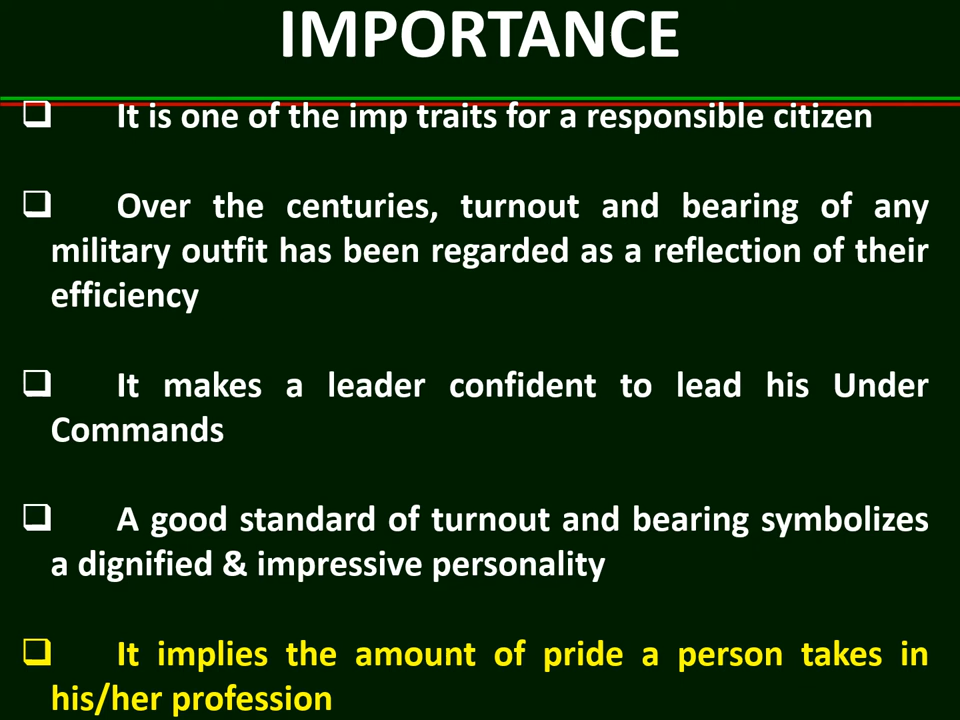 IMPORTANCE
❑ It is one of the imp traits for a responsible citizen
❑ Over the centuries, turnout and bearing of any
military outfit has been regarded as a reflection of their
efficiency
❑ It makes a leader confident to lead his Under
Commands
❑ A good standard of turnout and bearing symbolizes
a dignified & impressive personality
❑ It implies the amount of pride a person takes in
his/her profession